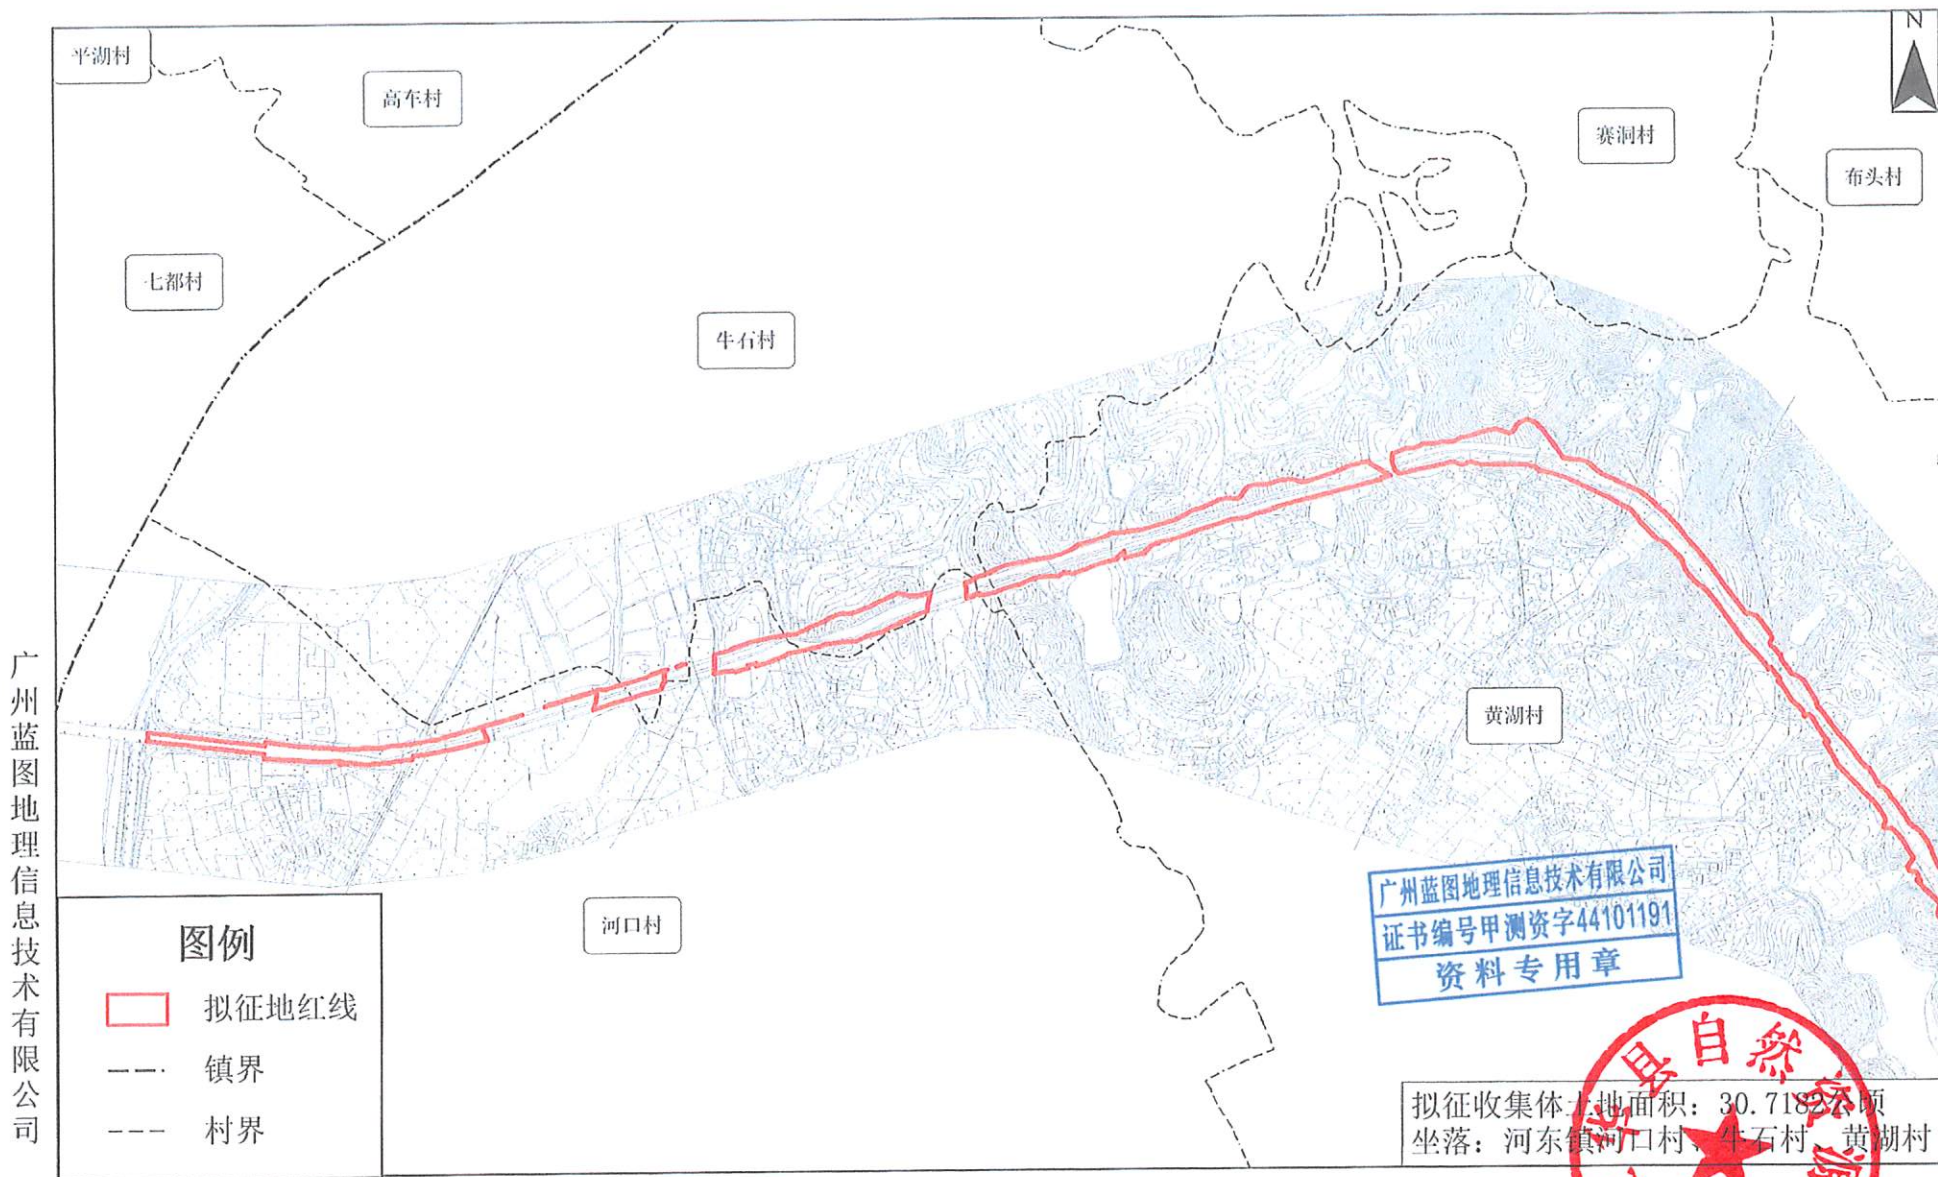 平湖村
高车村
N
赛洞村
布头村
七都村
牛石村
黄湖村
河口村
广州蓝图地理信息技术有限公司
图例
拟征地红线
镇界
村界
广州蓝图地理信息技术有限公司
证书编号甲测资字44101191
资料专用章
华县自然资源
拟征收集体土地面积：30.7182公顷
坐落：河东镇河口村、牛石村、黄湖村